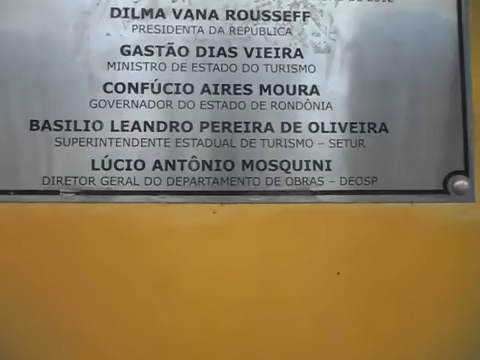 DILMA VANA ROUSSEFF
PRESIDENTA DA REPÚBLICA
GASTÃO DIAS VIEIRA
MINISTRO DE ESTADO DO TURISMO
CONFÚCIO AIRES MOURA
GOVERNADOR DO ESTADO DE RONDÔNIA
BASILIO LEANDRO PEREIRA DE OLIVEIRA
SUPERINTENDENTE ESTADUAL DE TURISMO – SETUR
LÚCIO ANTÔNIO MOSQUINI
DIRETOR GERAL DO DEPARTAMENTO DE OBRAS – DEOSP